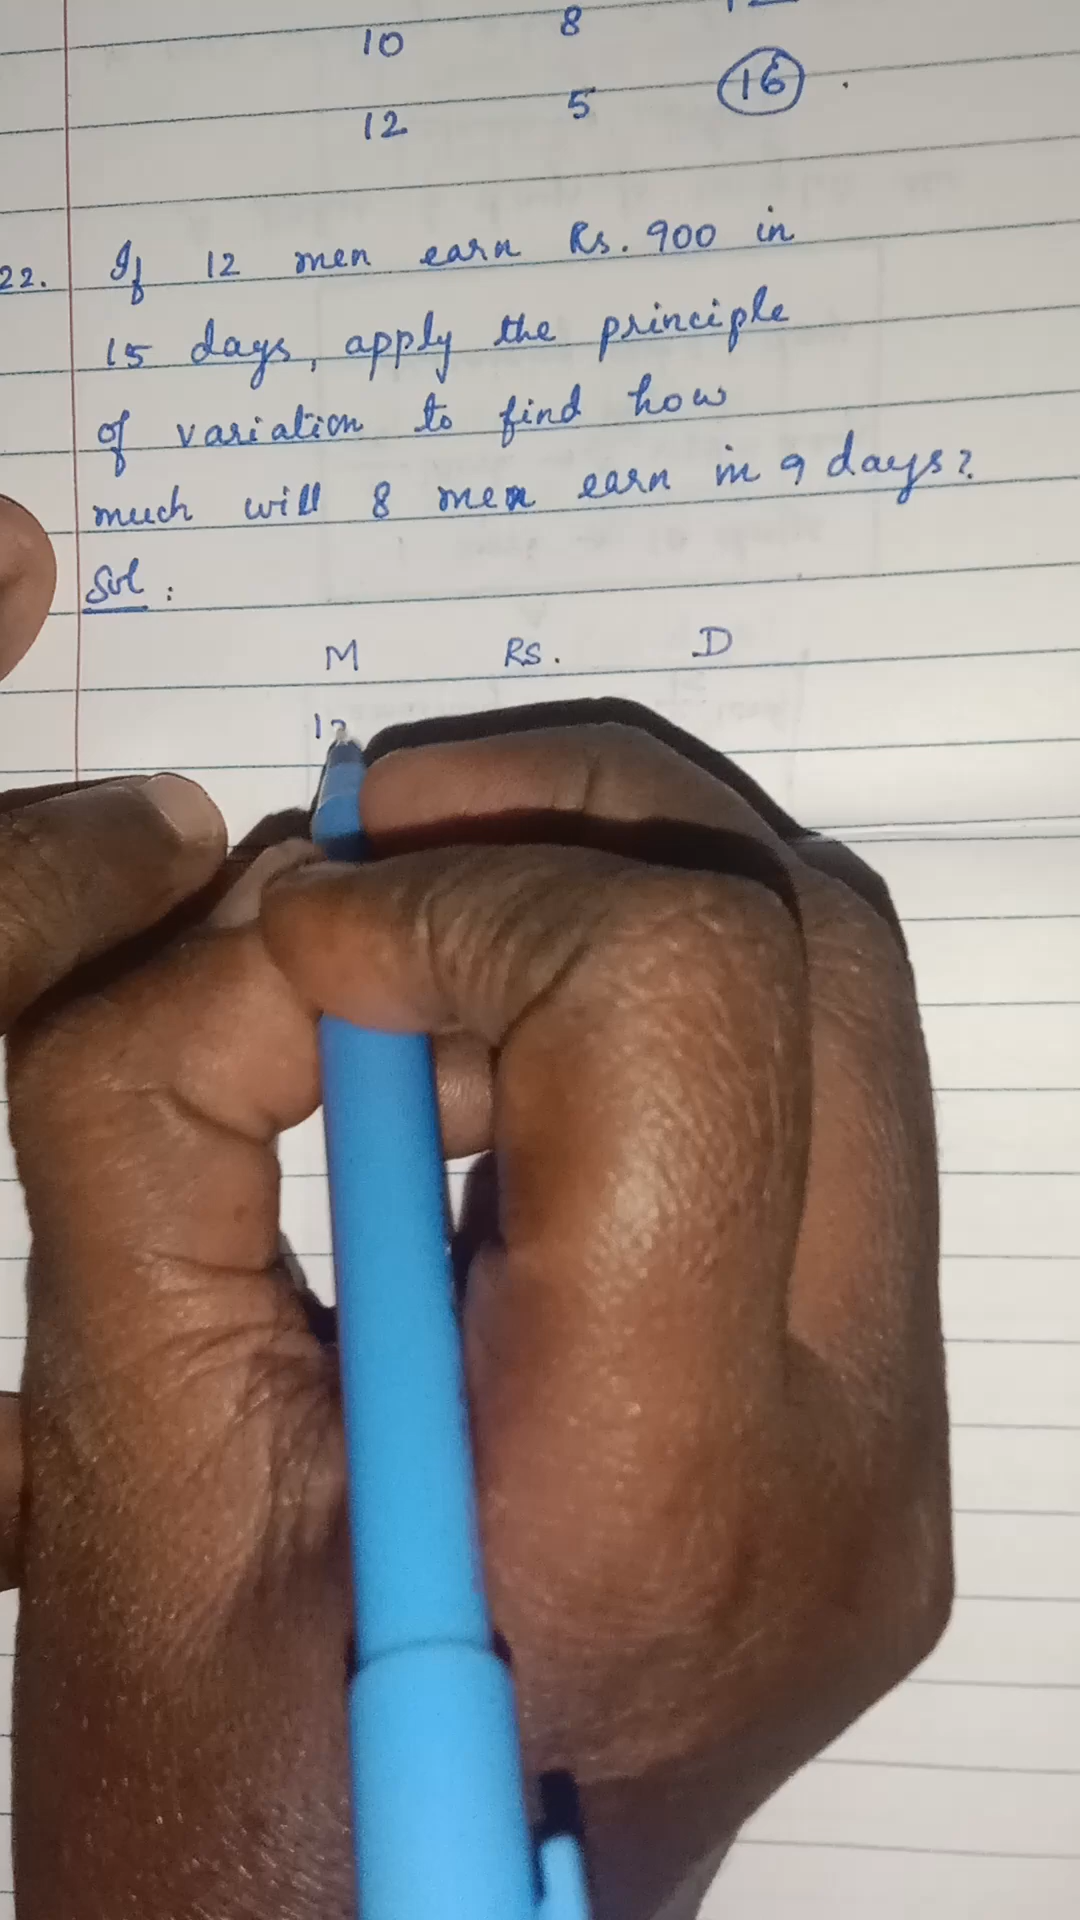 10 8
12 5 16 .
22. If 12 men earn Rs. 900 in
15 days, apply the principle
of variation to find how
much will 8 men earn in 9 days?
Sol :
M RS. D
12